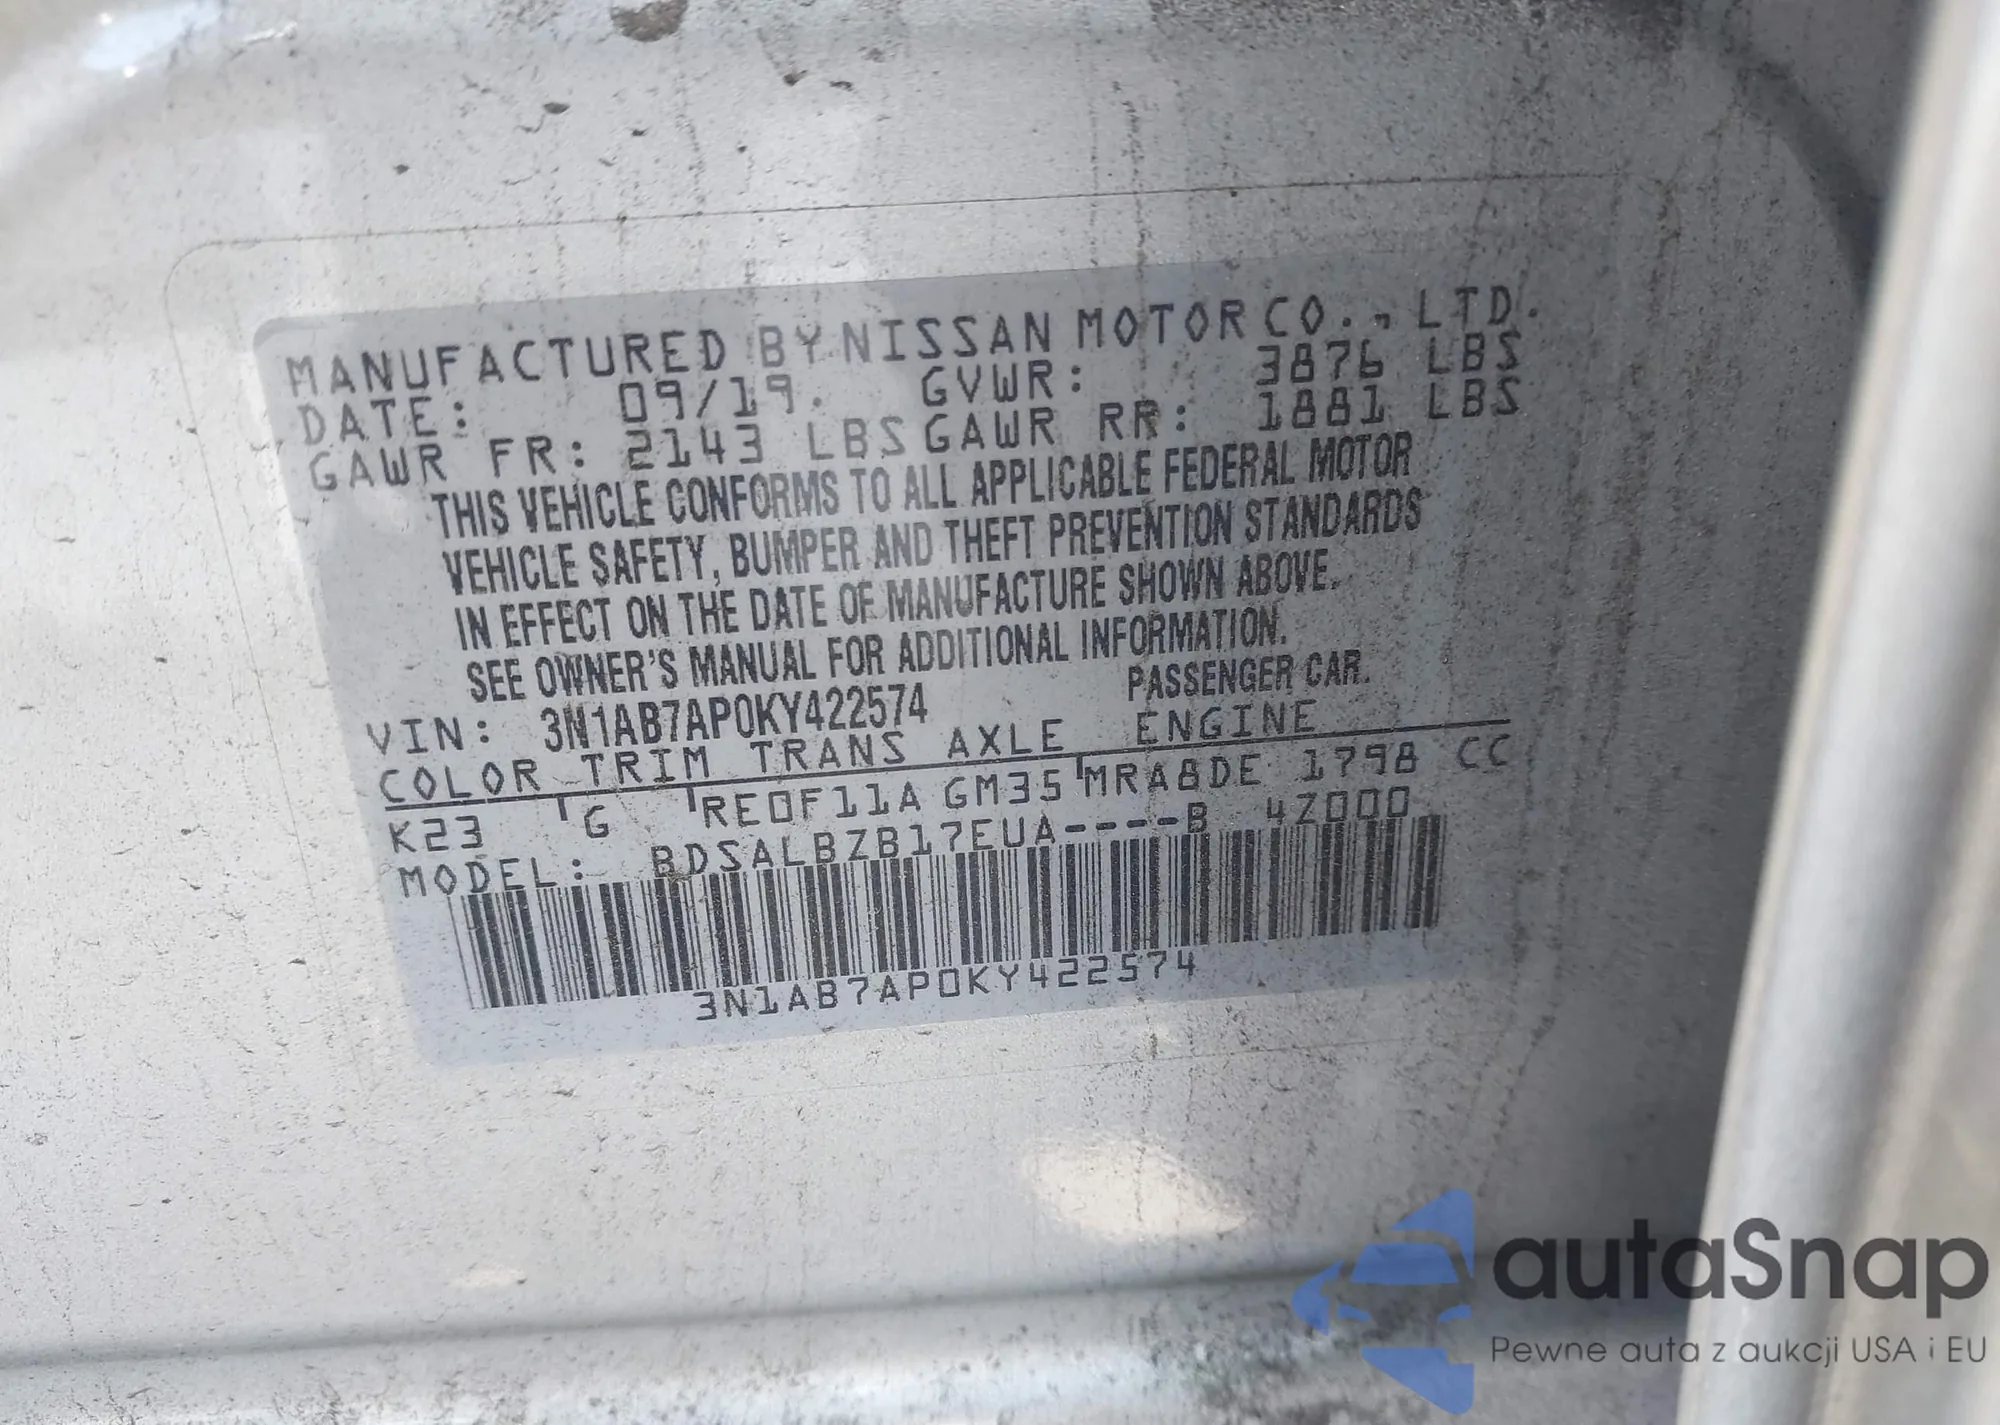 MANUFACTURED BY NISSAN MOTOR CO., LTD.
DATE: 09/19. GVWR: 3876 LBS
GAWR FR: 2143 LBS GAWR RR: 1881 LBS
THIS VEHICLE CONFORMS TO ALL APPLICABLE FEDERAL MOTOR
VEHICLE SAFETY, BUMPER AND THEFT PREVENTION STANDARDS
IN EFFECT ON THE DATE OF MANUFACTURE SHOWN ABOVE.
SEE OWNER'S MANUAL FOR ADDITIONAL INFORMATION.
VIN: 3N1AB7AP0KY422574 PASSENGER CAR.
COLOR TRIM TRANS AXLE ENGINE
K23 G RE0F11A GM35 MRA8DE 1798 CC
MODEL: BDSALBZB17EUA----B 4Z000
3N1AB7AP0KY422574
autaSnap
Pewne auta z aukcji USA i EU